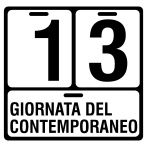 13
GIORNATA DEL
CONTEMPORANEO